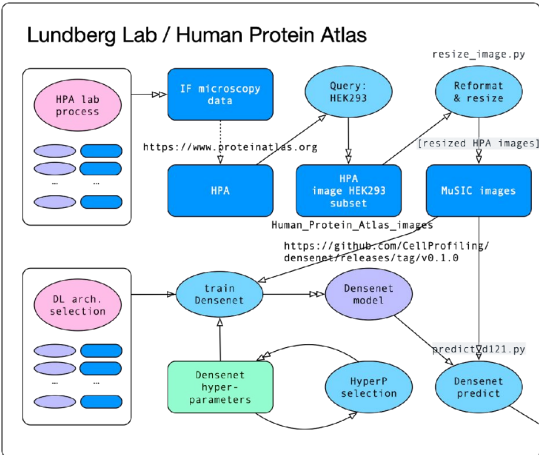 Lundberg Lab / Human Protein Atlas
resize_image.py
HPA lab
process
IF microscopy
data
Query:
HEK293
Reformat
& resize
https://www.proteinatlas.org
[resized HPA images]
HPA
HPA
image HEK293
subset
MuSIC images
Human_Protein_Atlas_images
https://github.com/CellProfiling/
densenet/releases/tag/v0.1.0
DL arch.
selection
train
Densenet
Densenet
model
predict_d121.py
Densenet
hyper-
parameters
HyperP
selection
Densenet
predict
...
...
...
...